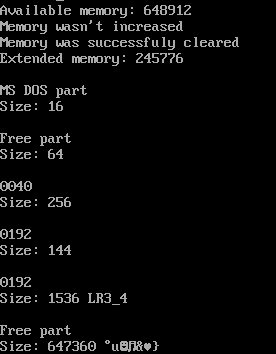 Available memory: 648912
Memory wasn't increased
Memory was successfuly cleared
Extended memory: 245776
MS DOS part
Size: 16
Free part
Size: 64
0040
Size: 256
0192
Size: 144
0192
Size: 1536 LR3_4
Free part
Size: 647360